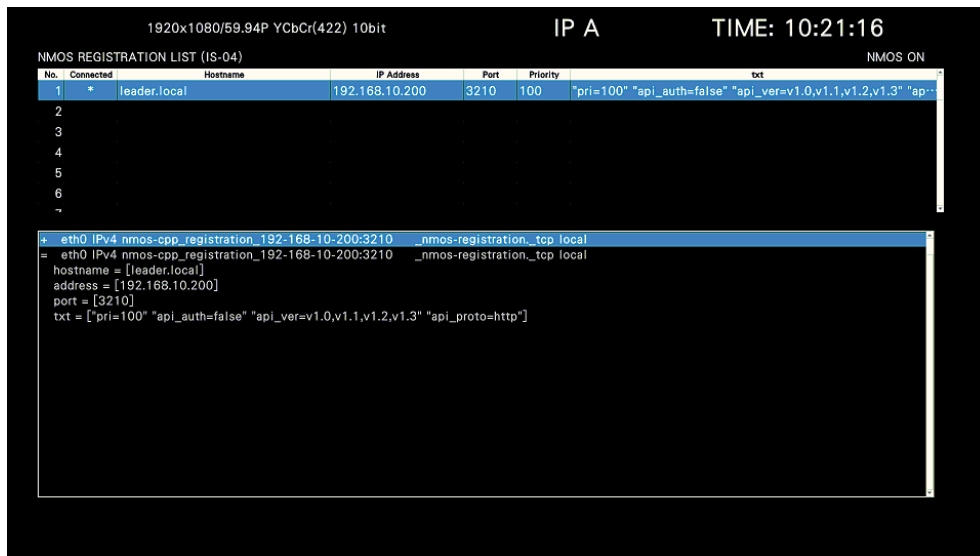 1920x1080/59.94P YCbCr(422) 10bit IP A TIME: 10:21:16
NMOS REGISTRATION LIST (IS-04) NMOS ON
No. Connected Hostname IP Address Port Priority txt
1 * leader.local 192.168.10.200 3210 100 "pri=100" "api_auth=false" "api_ver=v1.0,v1.1,v1.2,v1.3" "ap···
2
3
4
5
6
+ eth0 IPv4 nmos-cpp_registration_192-168-10-200:3210 _nmos-registration._tcp local
= eth0 IPv4 nmos-cpp_registration_192-168-10-200:3210 _nmos-registration._tcp local
hostname = [leader.local]
address = [192.168.10.200]
port = [3210]
txt = ["pri=100" "api_auth=false" "api_ver=v1.0,v1.1,v1.2,v1.3" "api_proto=http"]